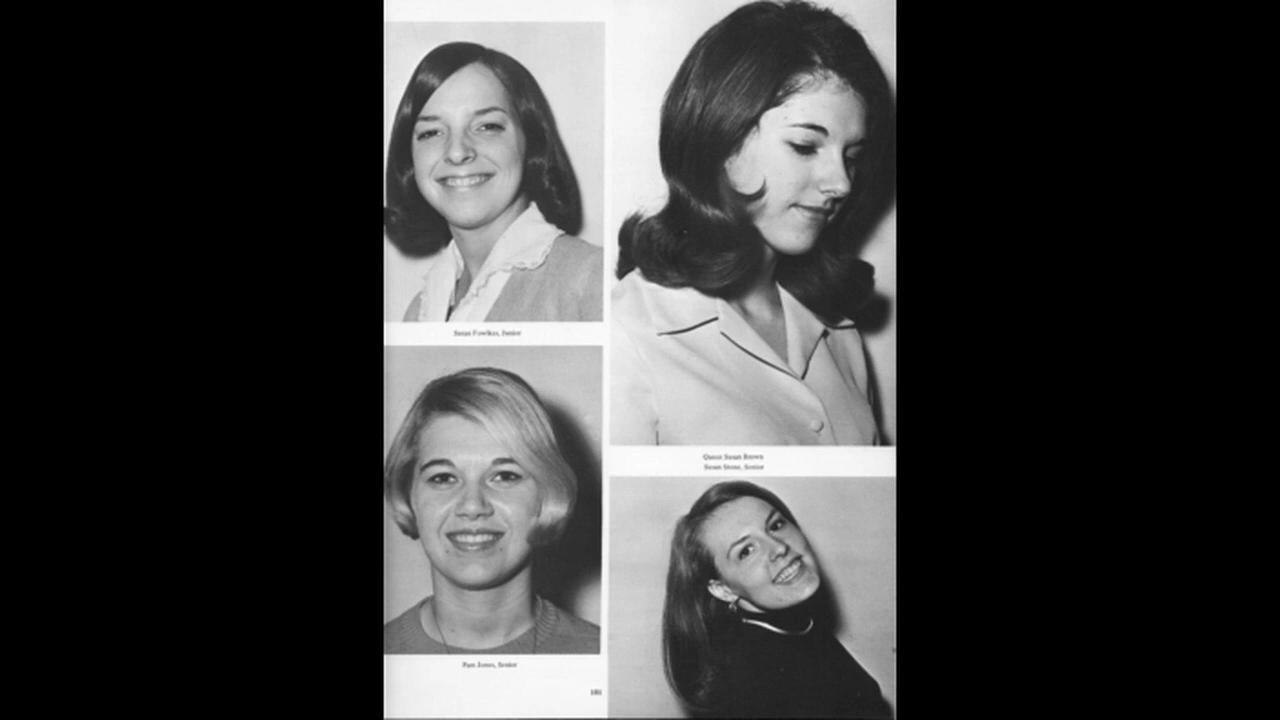 Susan Fowlkes, Junior
Queen Susan Brown
Susan Stone, Senior
Pam Jones, Senior
181